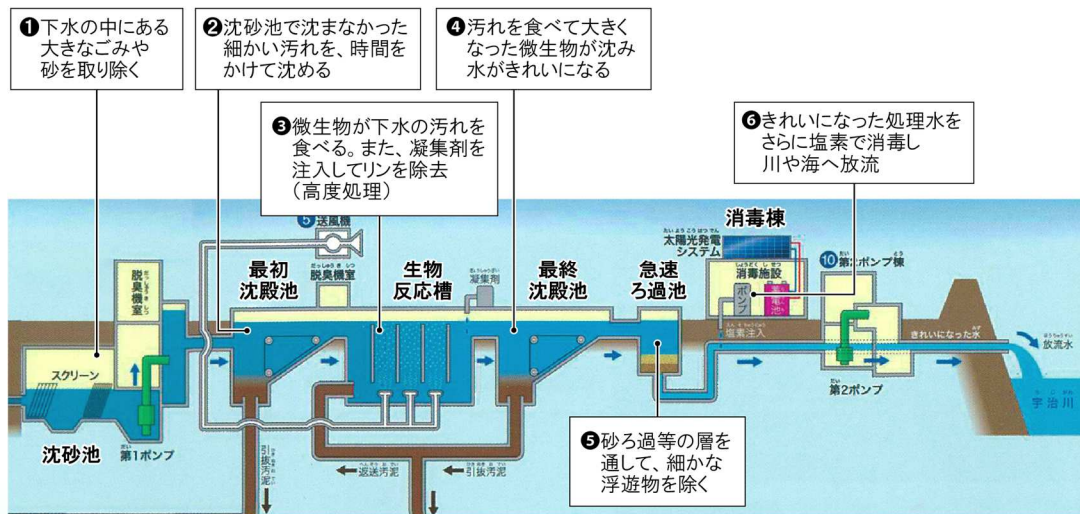 ❶下水の中にある
大きなごみや
砂を取り除く
❷沈砂池で沈まなかった
細かい汚れを、時間を
かけて沈める
❹汚れを食べて大きく
なった微生物が沈み
水がきれいになる
❸微生物が下水の汚れを
食べる。また、凝集剤を
注入してリンを除去
（高度処理）
❻きれいになった処理水を
さらに塩素で消毒し
川や海へ放流
❺砂ろ過等の層を
通して、細かな
浮遊物を除く
脱臭機室
スクリーン
沈砂池
第1ポンプ
最初
沈殿池
5 送風機
脱臭機室
生物
反応槽
凝集剤
最終
沈殿池
急速
ろ過池
消毒棟
太陽光発電
システム
消毒施設
ポンプ
塩素注入
10 第2ポンプ棟
第2ポンプ
きれいになった水
放流水
宇治川
引抜汚泥
返送汚泥
引抜汚泥